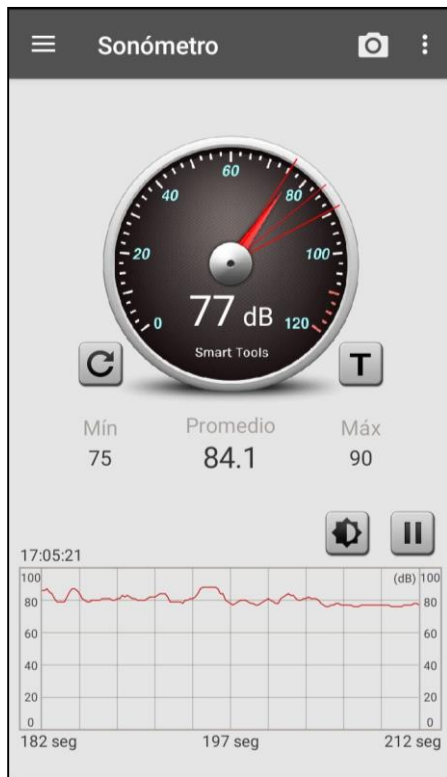 Sonómetro
60
40
80
20
100
0
77 dB
120
Smart Tools
T
Mín
Promedio
Máx
75
84.1
90
17:05:21
100
(dB) 100
80
80
60
60
40
40
20
20
0
0
182 seg
197 seg
212 seg